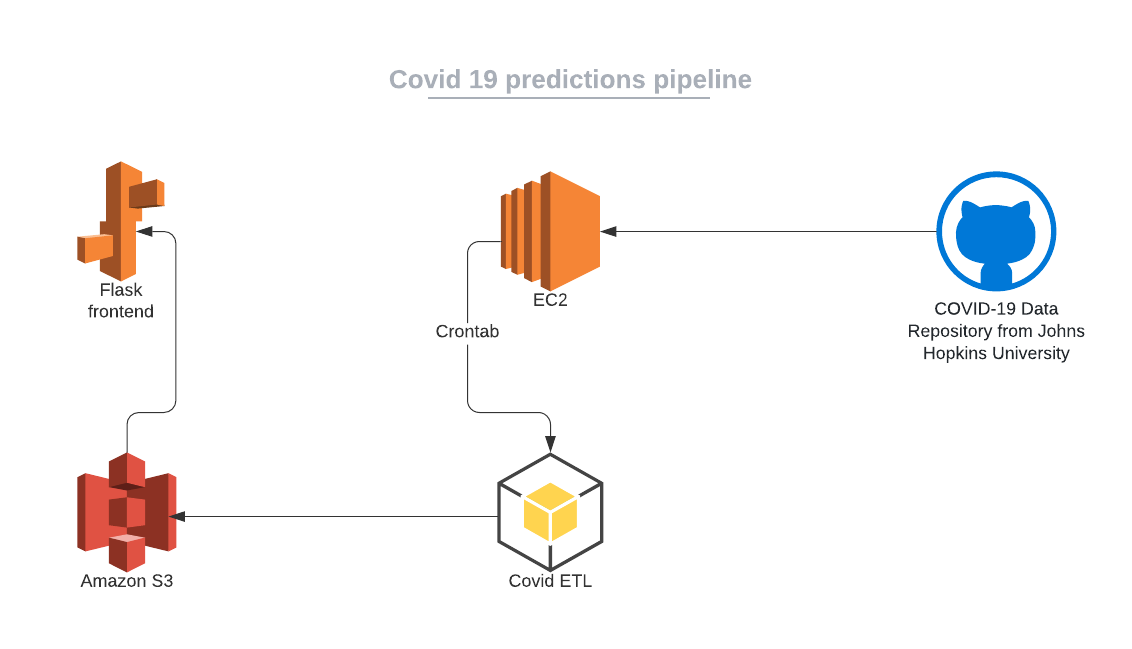 Covid 19 predictions pipeline
Flask
frontend
EC2
COVID-19 Data
Repository from Johns
Hopkins University
Crontab
Amazon S3
Covid ETL